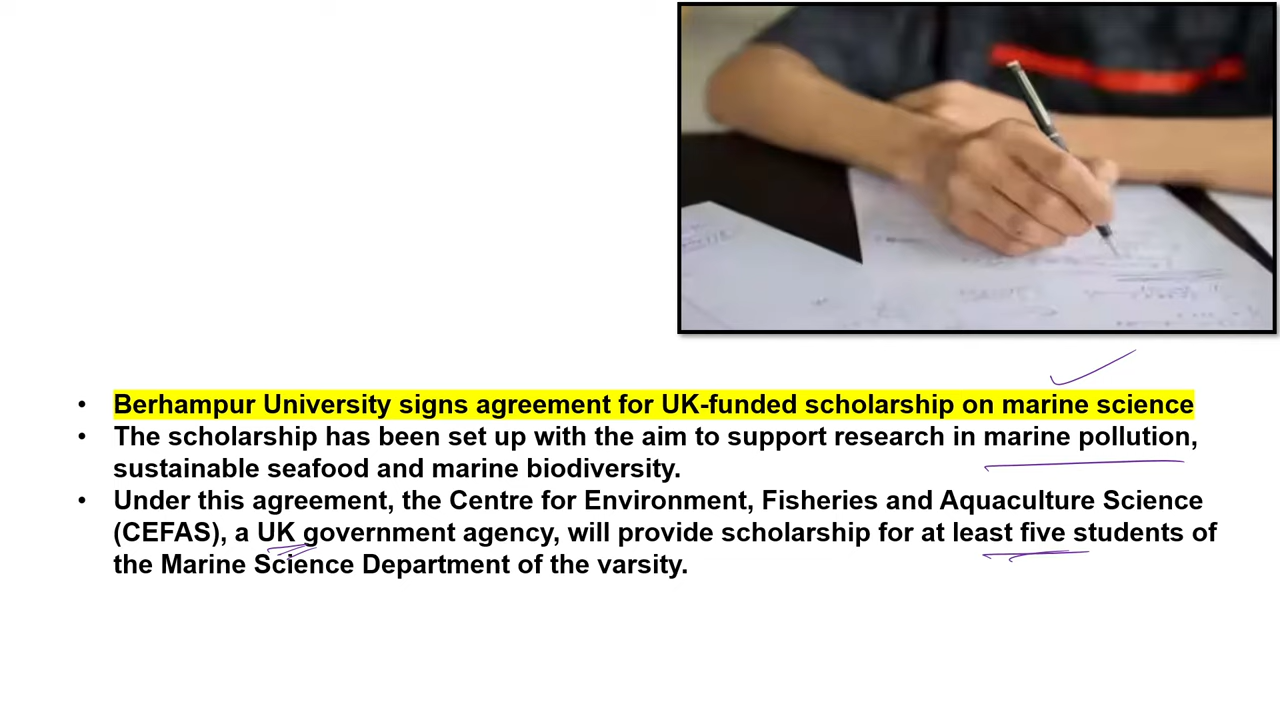 • Berhampur University signs agreement for UK-funded scholarship on marine science
• The scholarship has been set up with the aim to support research in marine pollution,
sustainable seafood and marine biodiversity.
• Under this agreement, the Centre for Environment, Fisheries and Aquaculture Science
(CEFAS), a UK government agency, will provide scholarship for at least five students of
the Marine Science Department of the varsity.